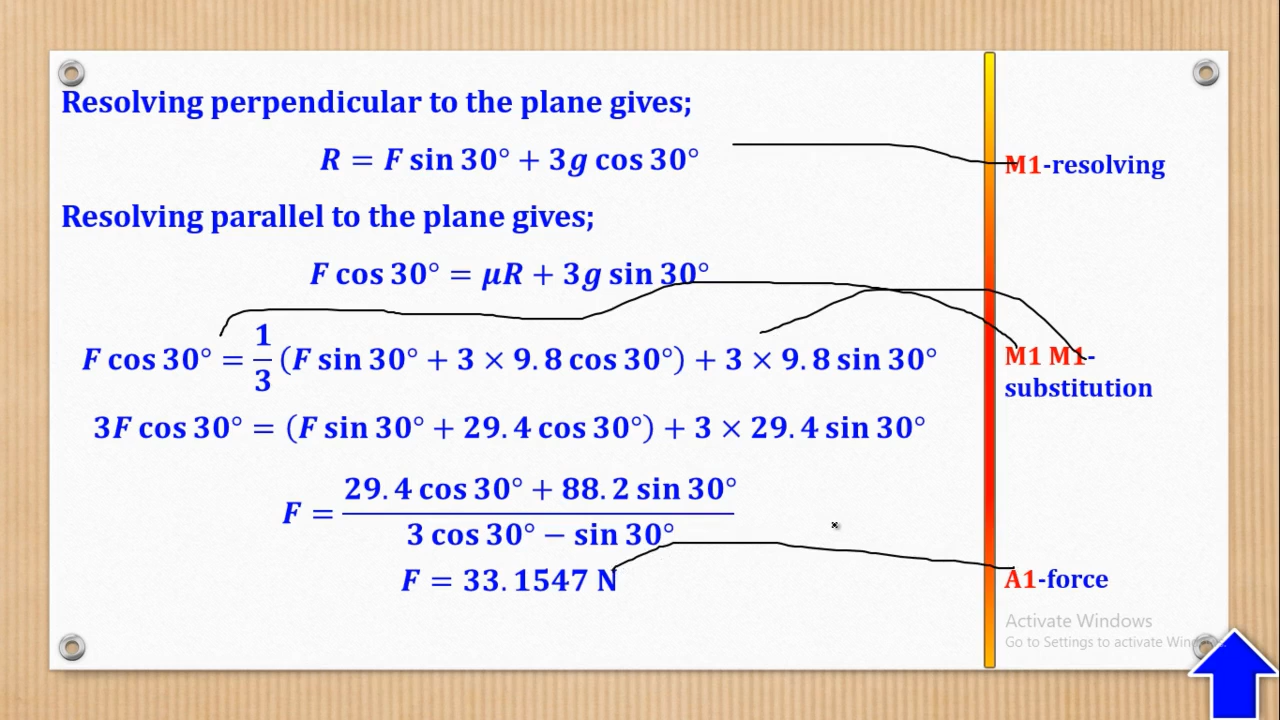 Resolving perpendicular to the plane gives;
R = F sin 30° + 3g cos 30°
M1-resolving
Resolving parallel to the plane gives;
F cos 30° = μR + 3g sin 30°
F cos 30° = 1/3 (F sin 30° + 3 × 9.8 cos 30°) + 3 × 9.8 sin 30°
M1 M1-
substitution
3F cos 30° = (F sin 30° + 29.4 cos 30°) + 3 × 29.4 sin 30°
F = (29.4 cos 30° + 88.2 sin 30°) / (3 cos 30° − sin 30°)
F = 33.1547 N
A1-force
Activate Windows
Go to Settings to activate Windows.